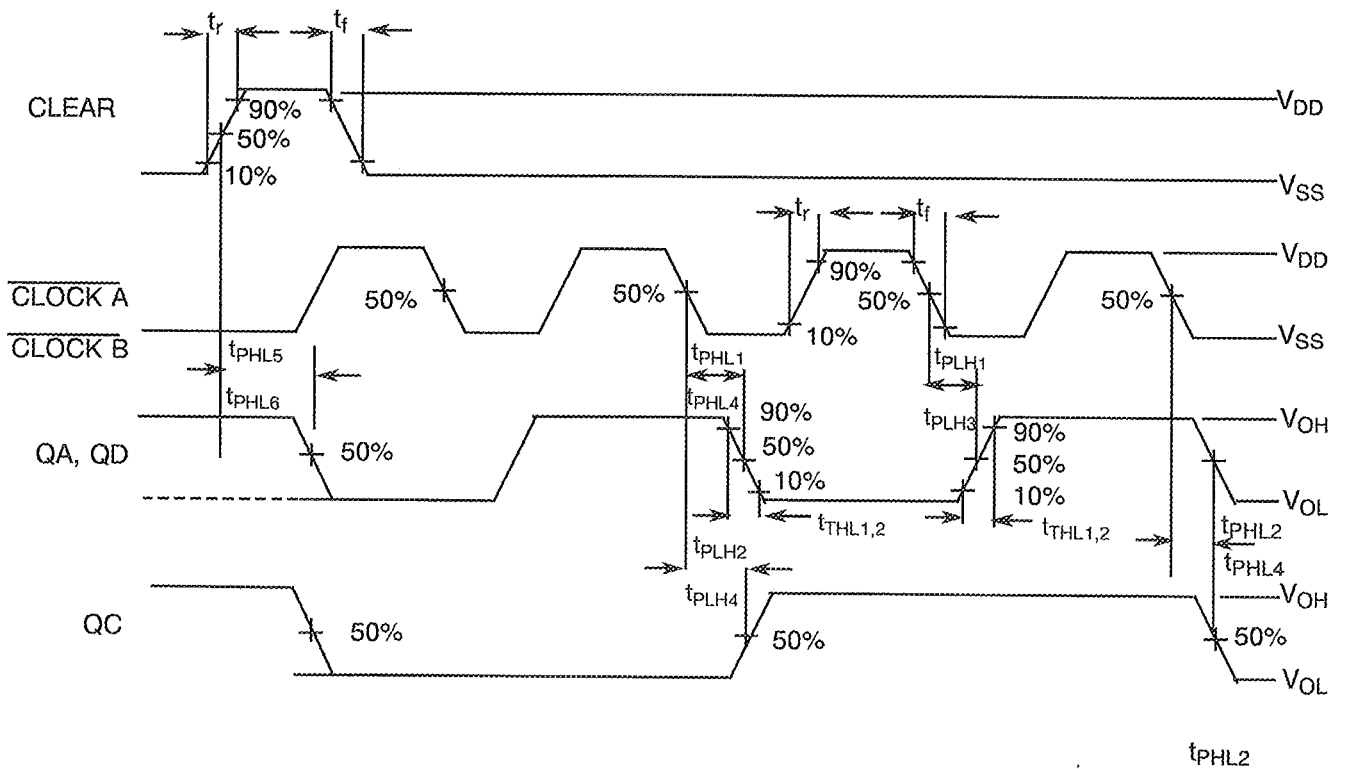 tr
tf
CLEAR
90%
VDD
50%
10%
VSS
tr
tf
VDD
90%
CLOCK A
50%
50%
50%
50%
10%
VSS
CLOCK B
tPHL5
tPHL1
tPLH1
tPHL6
tPHL4
90%
tPLH3
90%
VOH
QA, QD
50%
50%
50%
10%
10%
VOL
tTHL1,2
tTHL1,2
tPHL2
tPLH2
tPHL4
tPLH4
VOH
QC
50%
50%
50%
VOL
tPHL2